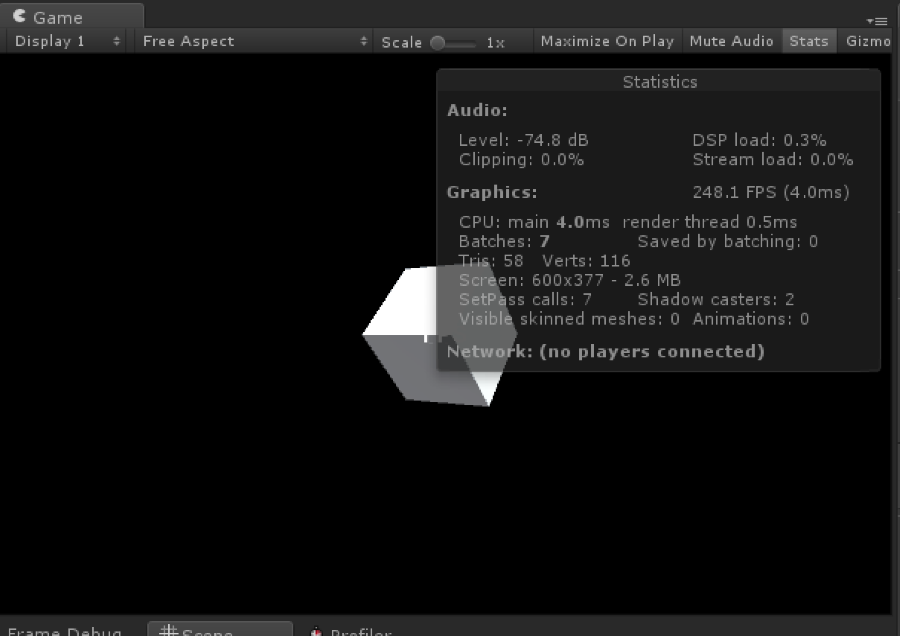 Game
Display 1 Free Aspect Scale 1x Maximize On Play Mute Audio Stats Gizmo
Statistics
Audio:
Level: -74.8 dB DSP load: 0.3%
Clipping: 0.0% Stream load: 0.0%
Graphics: 248.1 FPS (4.0ms)
CPU: main 4.0ms render thread 0.5ms
Batches: 7 Saved by batching: 0
Tris: 58 Verts: 116
Screen: 600x377 - 2.6 MB
SetPass calls: 7 Shadow casters: 2
Visible skinned meshes: 0 Animations: 0
Network: (no players connected)
Frame Debug Scene Profiler